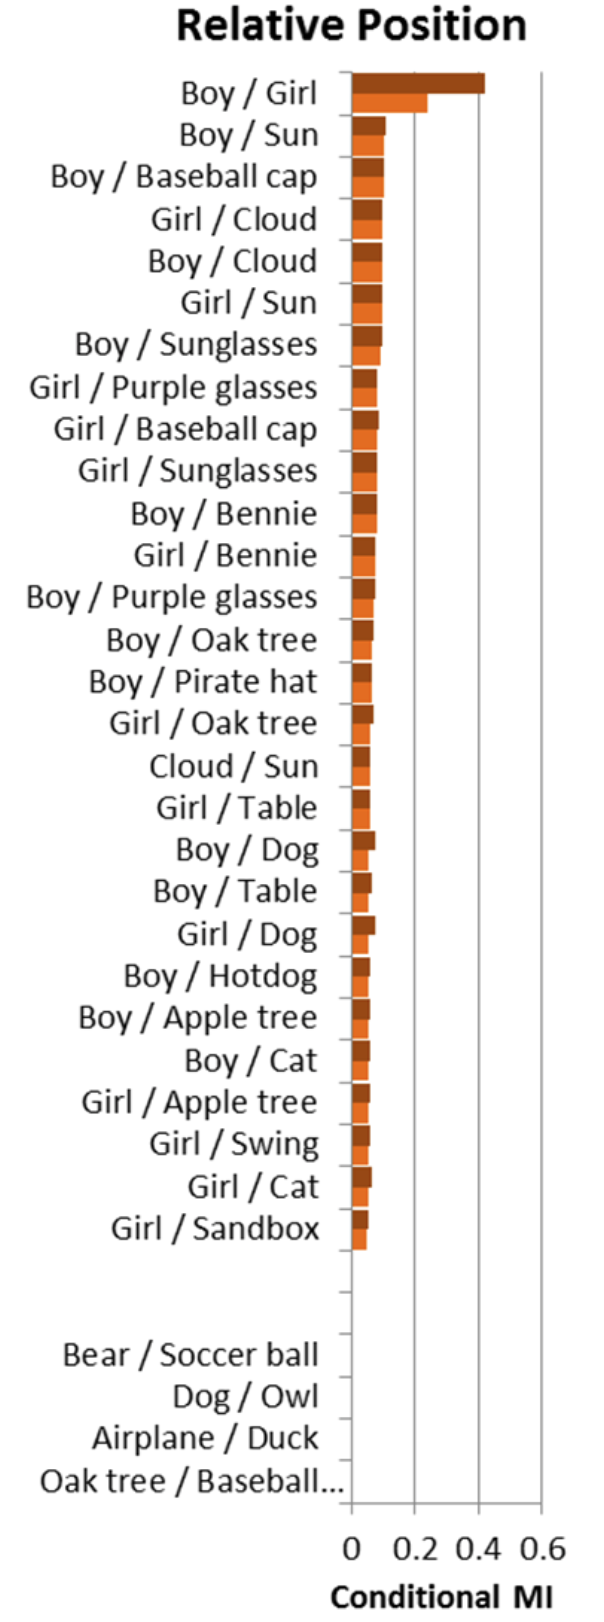 Relative Position
Boy / Girl
Boy / Sun
Boy / Baseball cap
Girl / Cloud
Boy / Cloud
Girl / Sun
Boy / Sunglasses
Girl / Purple glasses
Girl / Baseball cap
Girl / Sunglasses
Boy / Bennie
Girl / Bennie
Boy / Purple glasses
Boy / Oak tree
Boy / Pirate hat
Girl / Oak tree
Cloud / Sun
Girl / Table
Boy / Dog
Boy / Table
Girl / Dog
Boy / Hotdog
Boy / Apple tree
Boy / Cat
Girl / Apple tree
Girl / Swing
Girl / Cat
Girl / Sandbox
Bear / Soccer ball
Dog / Owl
Airplane / Duck
Oak tree / Baseball...
0 0.2 0.4 0.6
Conditional MI